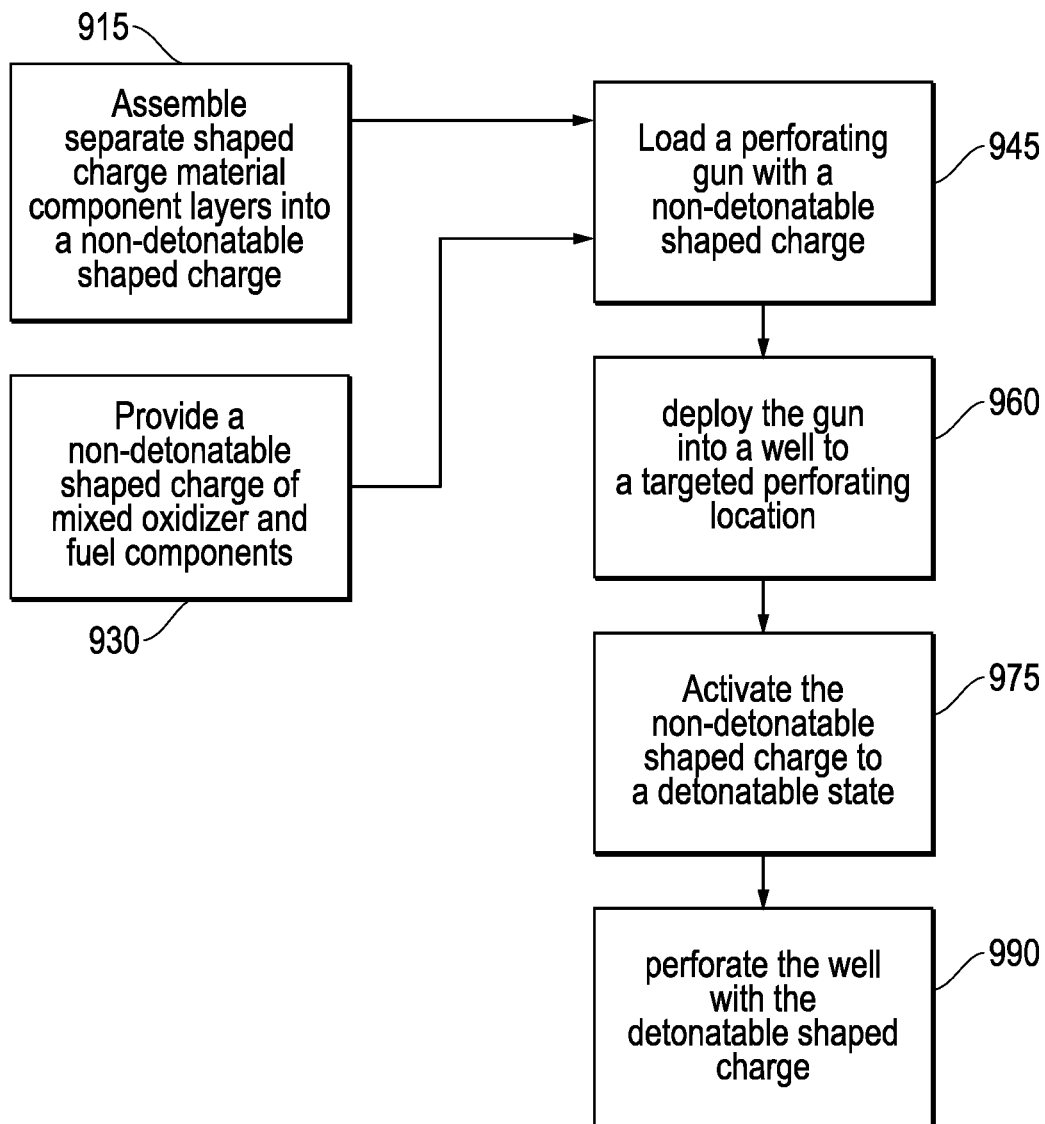 915
Assemble
separate shaped
charge material
component layers into
a non-detonatable
shaped charge
Provide a
non-detonatable
shaped charge of
mixed oxidizer and
fuel components
930
Load a perforating
gun with a
non-detonatable
shaped charge
945
deploy the gun
into a well to
a targeted perforating
location
960
Activate the
non-detonatable
shaped charge to
a detonatable state
975
perforate the well
with the
detonatable shaped
charge
990